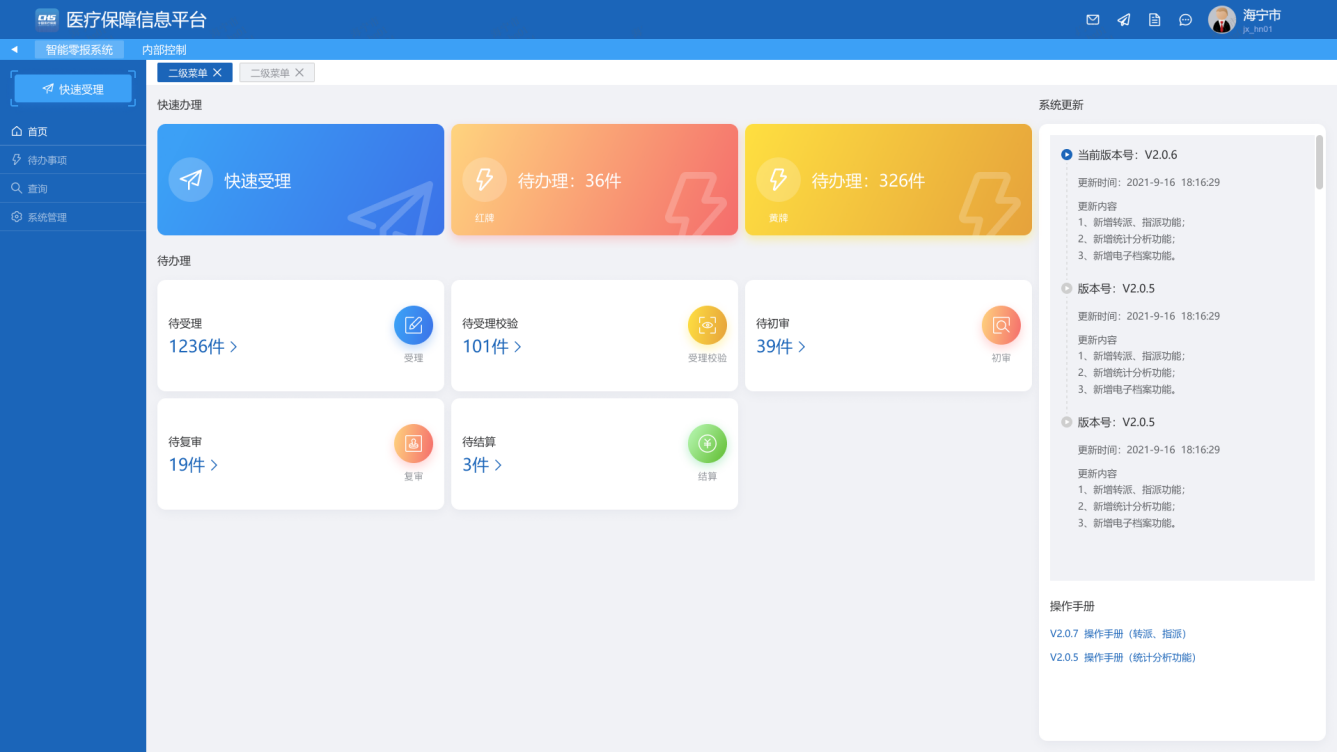 CHS
医疗保障信息平台
海宁市
jx_hn01
智能零报系统
内部控制
快速受理
首页
待办事项
查询
系统管理
二级菜单
二级菜单
快速办理
快速受理
待办理：36件
红牌
待办理：326件
黄牌
待办理
待受理
1236件
受理
待受理校验
101件
受理校验
待初审
39件
初审
待复审
19件
复审
待结算
3件
结算
系统更新
当前版本号：V2.0.6
更新时间：2021-9-16 18:16:29
更新内容
1、新增转派、指派功能；
2、新增统计分析功能；
3、新增电子档案功能。
版本号：V2.0.5
更新时间：2021-9-16 18:16:29
更新内容
1、新增转派、指派功能；
2、新增统计分析功能；
3、新增电子档案功能。
版本号：V2.0.5
更新时间：2021-9-16 18:16:29
更新内容
1、新增转派、指派功能；
2、新增统计分析功能；
3、新增电子档案功能。
操作手册
V2.0.7 操作手册（转派、指派）
V2.0.5 操作手册（统计分析功能）